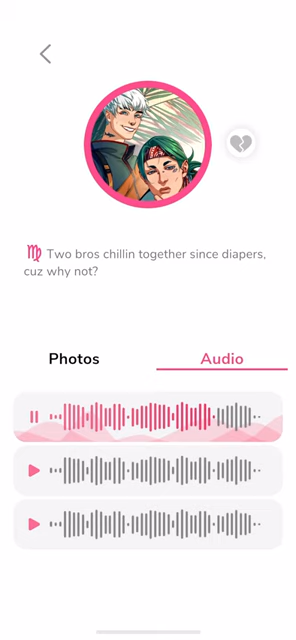 ♍ Two bros chillin together since diapers,
cuz why not?
Photos
Audio